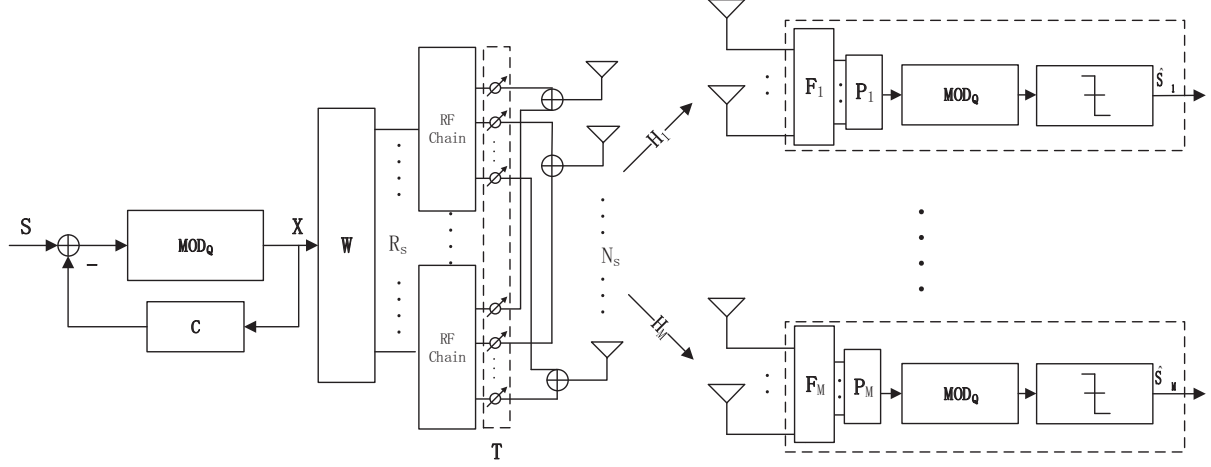 S
−
MOD_Q
X
C
W
R_s
RF
Chain
RF
Chain
T
N_s
H_1
H_M
F_1
P_1
MOD_Q
Ŝ_1
F_M
P_M
MOD_Q
Ŝ_M